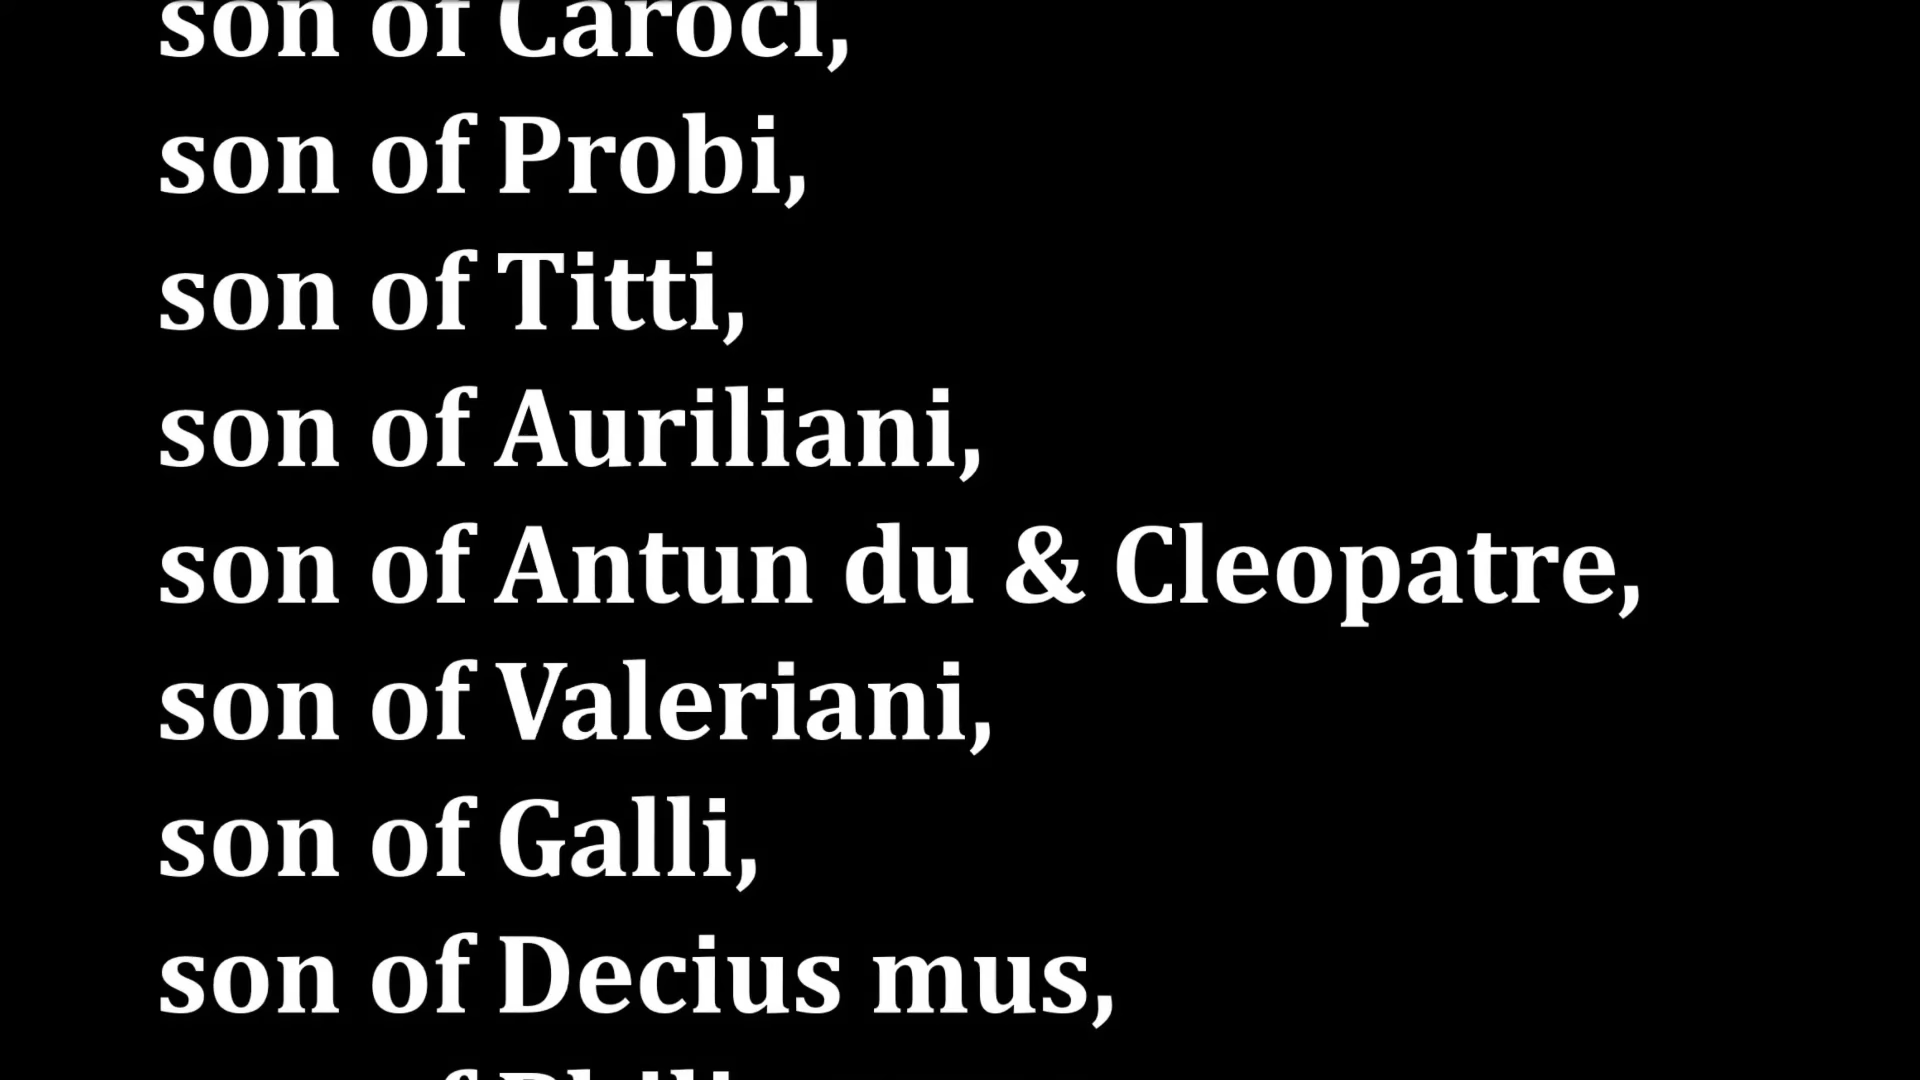 son of Caroci,
son of Probi,
son of Titti,
son of Auriliani,
son of Antun du & Cleopatre,
son of Valeriani,
son of Galli,
son of Decius mus,